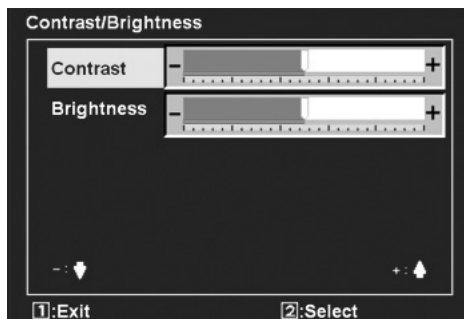 Contrast/Brightness
Contrast - +
Brightness - +
-:⬇ +:⬆
1:Exit 2:Select